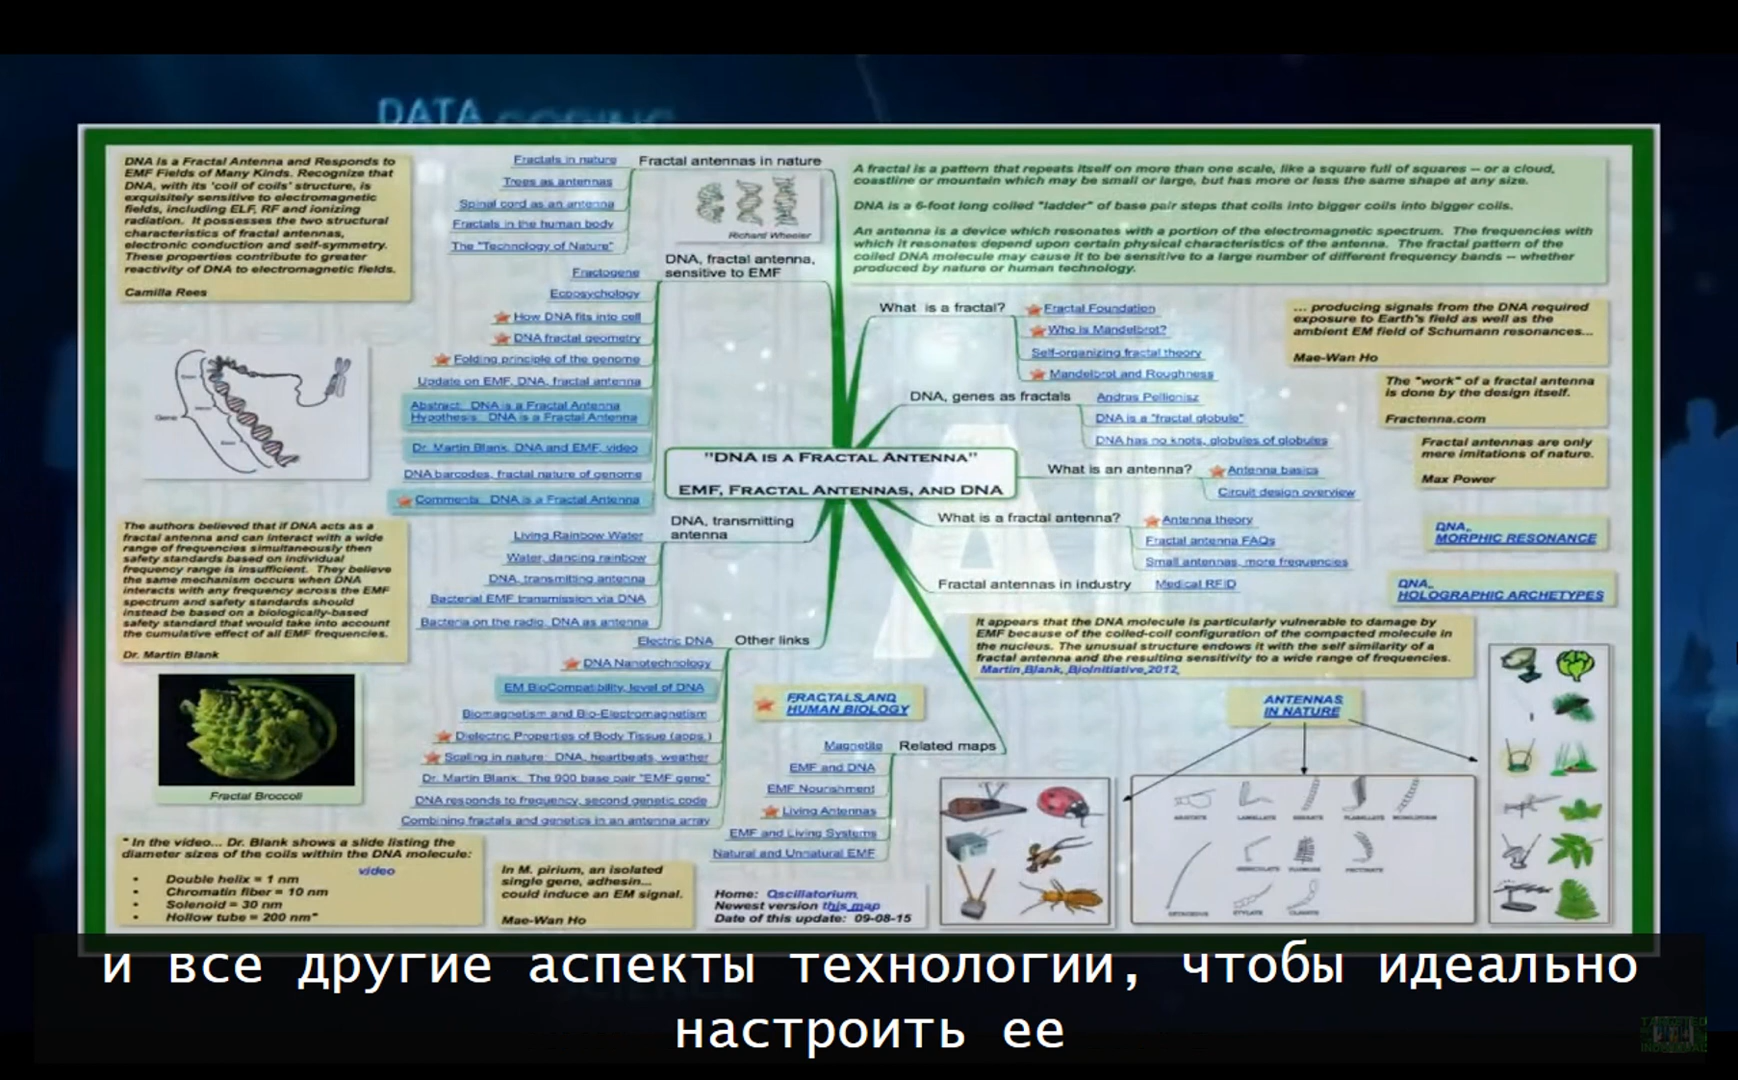 DATA CODING
DNA is a Fractal Antenna and Responds to
EMF Fields of Many Kinds. Recognize that
DNA, with its 'coil of coils' structure, is
exquisitely sensitive to electromagnetic
fields, including ELF, RF and ionizing
radiation. It possesses the two structural
characteristics of fractal antennas,
electronic conduction and self-symmetry.
These properties contribute to greater
reactivity of DNA to electromagnetic fields.
Camilla Rees
Fractals in nature
Trees as antennas
Spinal cord as an antenna
Fractals in the human body
The "Technology of Nature"
Fractal antennas in nature
Richard Wheeler
DNA, fractal antenna,
sensitive to EMF
Fractogene
Ecopsychology
How DNA fits into cell
DNA fractal geometry
Folding principle of the genome
Update on EMF, DNA, fractal antenna
Abstract: DNA is a Fractal Antenna
Hypothesis: DNA is a Fractal Antenna
Dr. Martin Blank, DNA and EMF, video
DNA barcodes, fractal nature of genome
Comments: DNA is a Fractal Antenna
Gene
A fractal is a pattern that repeats itself on more than one scale, like a square full of squares -- or a cloud,
coastline or mountain which may be small or large, but has more or less the same shape at any size.
DNA is a 6-foot long coiled "ladder" of base pair steps that coils into bigger coils into bigger coils.
An antenna is a device which resonates with a portion of the electromagnetic spectrum. The frequencies with
which it resonates depend upon certain physical characteristics of the antenna. The fractal pattern of the
coiled DNA molecule may cause it to be sensitive to a large number of different frequency bands -- whether
produced by nature or human technology.
What is a fractal?
Fractal Foundation
Who is Mandelbrot?
Self-organizing fractal theory
Mandelbrot and Roughness
DNA, genes as fractals
Andras Pellionisz
DNA is a "fractal globule"
DNA has no knots, globules of globules
... producing signals from the DNA required
exposure to Earth's field as well as the
ambient EM field of Schumann resonances...
Mae-Wan Ho
The "work" of a fractal antenna
is done by the design itself.
Fractenna.com
Fractal antennas are only
mere imitations of nature.
Max Power
"DNA IS A FRACTAL ANTENNA"
EMF, FRACTAL ANTENNAS, AND DNA
What is an antenna?
Antenna basics
Circuit design overview
What is a fractal antenna?
Antenna theory
Fractal antenna FAQs
Small antennas, more frequencies
Fractal antennas in industry
Medical RFID
DNA,
MORPHIC RESONANCE
DNA,
HOLOGRAPHIC ARCHETYPES
DNA, transmitting
antenna
Living Rainbow Water
Water, dancing rainbow
DNA, transmitting antenna
Bacterial EMF transmission via DNA
Bacteria on the radio, DNA as antenna
The authors believed that if DNA acts as a
fractal antenna and can interact with a wide
range of frequencies simultaneously then
safety standards based on individual
frequency range is insufficient. They believe
the same mechanism occurs when DNA
interacts with any frequency across the EMF
spectrum and safety standards should
instead be based on a biologically-based
safety standard that would take into account
the cumulative effect of all EMF frequencies.
Dr. Martin Blank
Fractal Broccoli
Other links
Electric DNA
DNA Nanotechnology
EM BioCompatibility, level of DNA
Biomagnetism and Bio-Electromagnetism
Dielectric Properties of Body Tissue (apps.)
Scaling in nature: DNA, heartbeats, weather
Dr. Martin Blank: The 900 base pair "EMF gene"
DNA responds to frequency, second genetic code
Combining fractals and genetics in an antenna array
FRACTALS AND
HUMAN BIOLOGY
Related maps
Magnetite
EMF and DNA
EMF Nourishment
Living Antennas
EMF and Living Systems
Natural and Unnatural EMF
It appears that the DNA molecule is particularly vulnerable to damage by
EMF because of the coiled-coil configuration of the compacted molecule in
the nucleus. The unusual structure endows it with the self similarity of a
fractal antenna and the resulting sensitivity to a wide range of frequencies.
Martin Blank, BioInitiative 2012,
ANTENNAS
IN NATURE
" In the video... Dr. Blank shows a slide listing the
diameter sizes of the coils within the DNA molecule:
video
• Double helix = 1 nm
• Chromatin fiber = 10 nm
• Solenoid = 30 nm
• Hollow tube = 200 nm"
In M. pirium, an isolated
single gene, adhesin...
could induce an EM signal.
Mae-Wan Ho
Home: Oscillatorium
Newest version this map
Date of this update: 09-08-15
и все другие аспекты технологии, чтобы идеально
настроить ее